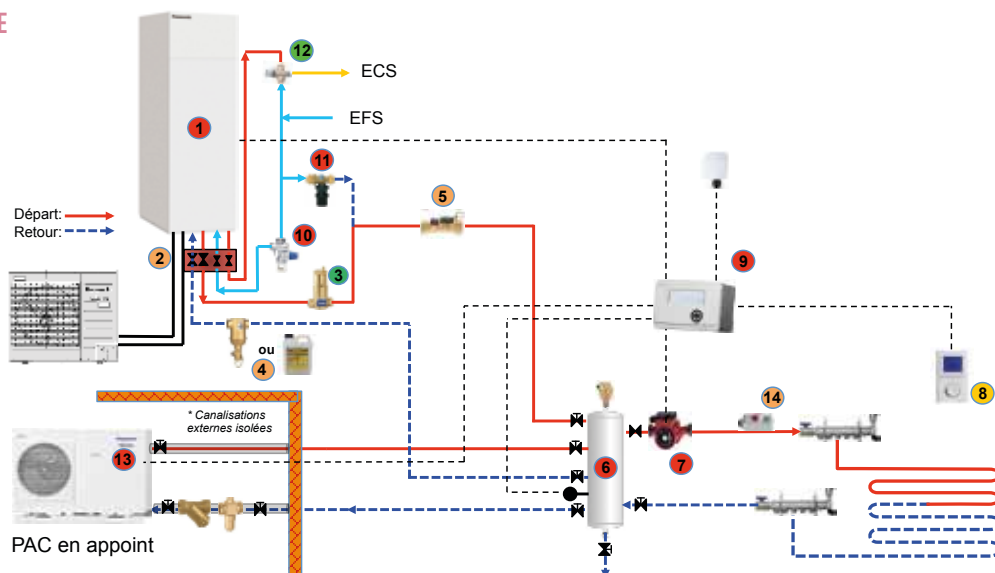 E
12
ECS
EFS
1
11
5
Départ:
Retour:
2
10
3
9
ou
4
8
* Canalisations
externes isolées
14
13
6
7
PAC en appoint